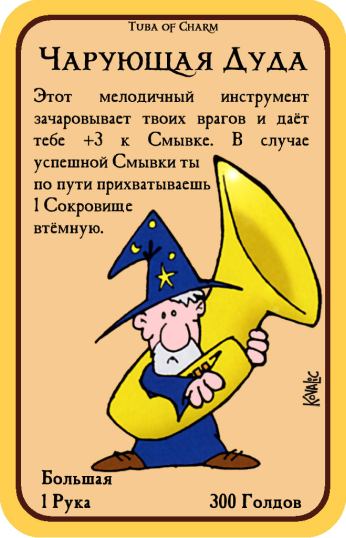 Tuba of Charm
Чарующая Дуда
Этот мелодичный инструмент
зачаровывает твоих врагов и даёт
тебе +3 к Смывке. В случае
успешной Смывки ты
по пути прихватываешь
1 Сокровище
втёмную.
Kovalic
Большая
1 Рука 300 Голдов